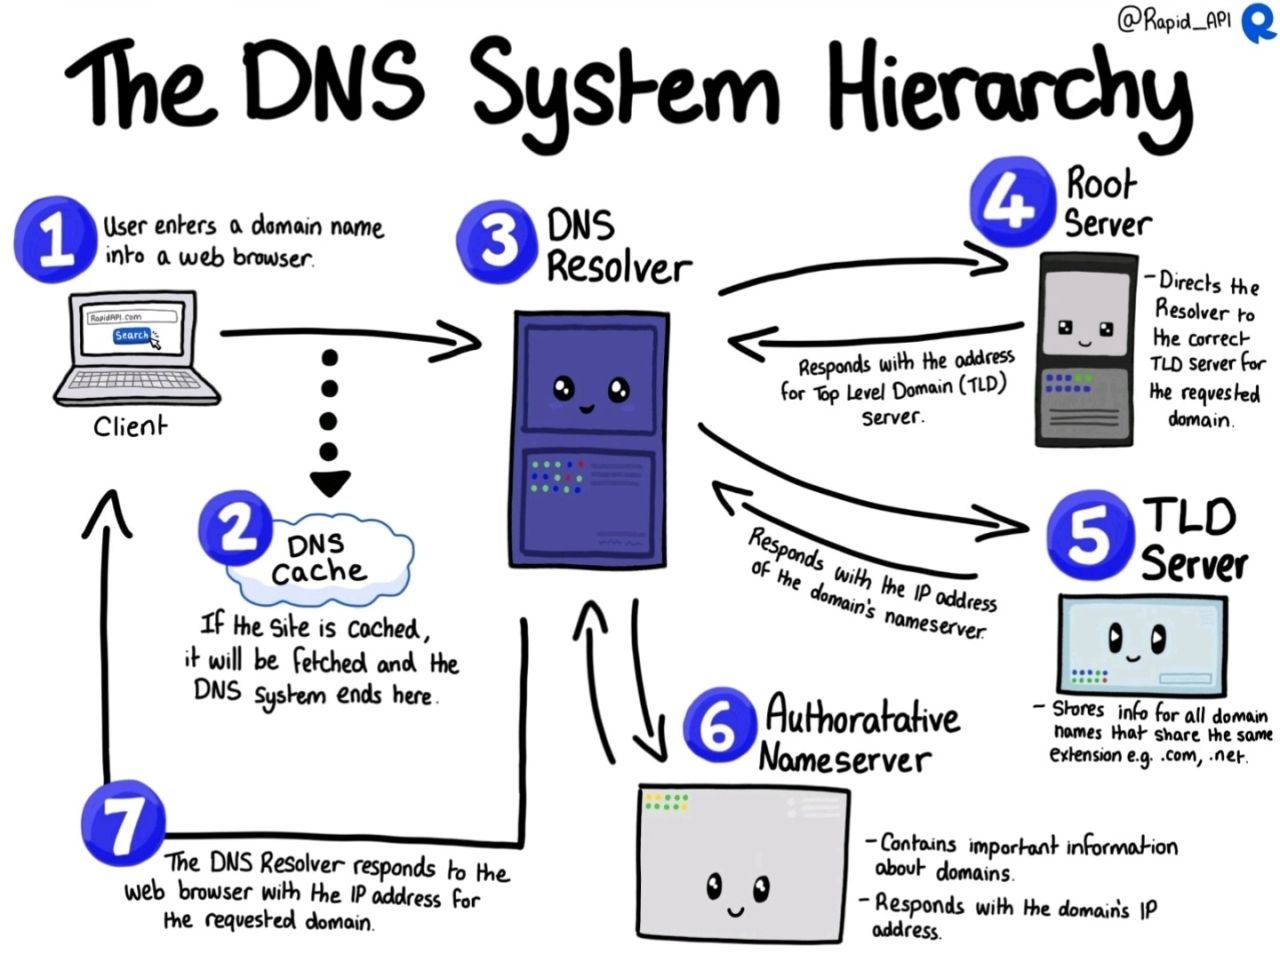 @Rapid_API
The DNS System Hierarchy
1
User enters a domain name
into a web browser.
RapidAPI.com
Search
Client
2
DNS
Cache
If the site is cached,
it will be fetched and the
DNS system ends here.
3
DNS
Resolver
4
Root
Server
- Directs the
Resolver to
the correct
TLD server for
the requested
domain.
Responds with the address
for Top Level Domain (TLD)
server.
5
TLD
Server
Responds with the IP address
of the domain's nameserver.
- Stores info for all domain
names that share the same
extension e.g. .com, .net.
6
Authoratative
Nameserver
- Contains important information
about domains.
- Responds with the domain's IP
address.
7
The DNS Resolver responds to the
web browser with the IP address for
the requested domain.